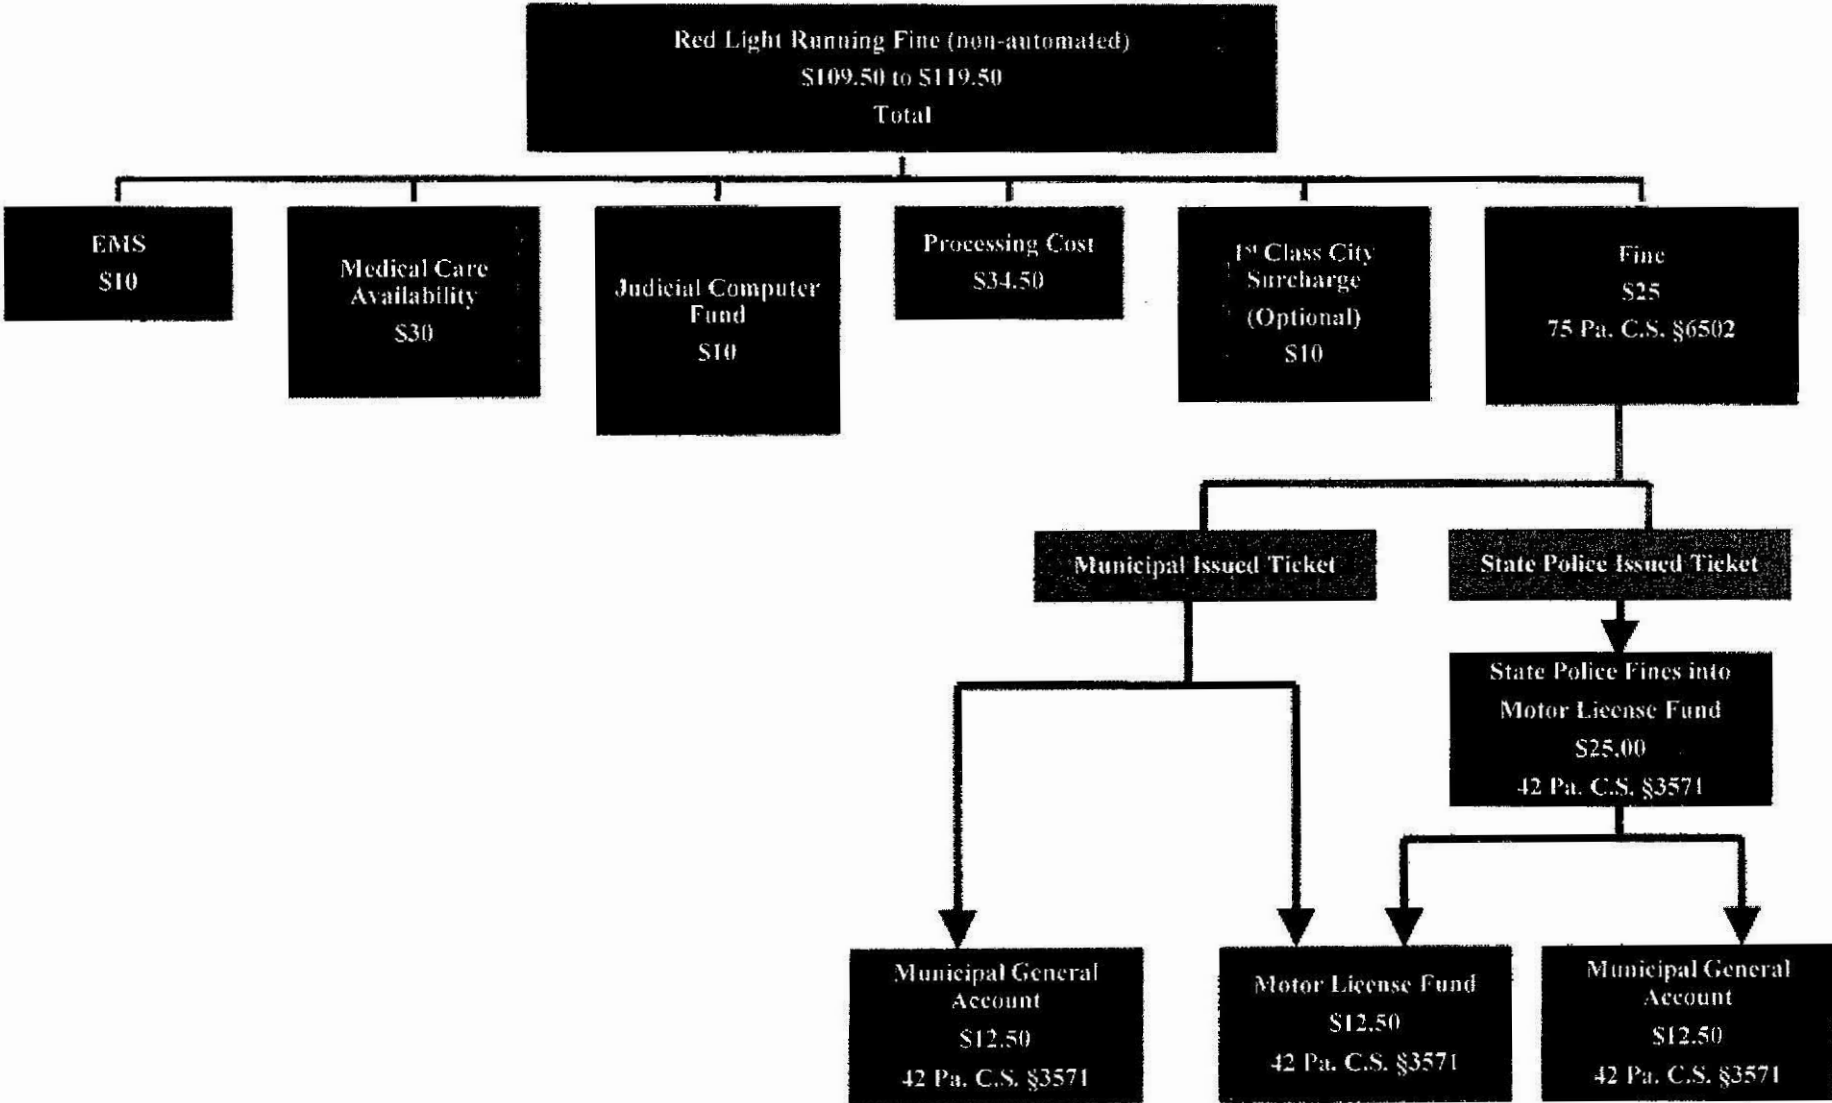 Red Light Running Fine (non-automated)
$109.50 to $119.50
Total
EMS
$10
Medical Care
Availability
$30
Judicial Computer
Fund
$10
Processing Cost
$34.50
1st Class City
Surcharge
(Optional)
$10
Fine
$25
75 Pa. C.S. §6502
Municipal Issued Ticket
State Police Issued Ticket
State Police Fines into
Motor License Fund
$25.00
42 Pa. C.S. §3571
Municipal General
Account
$12.50
42 Pa. C.S. §3571
Motor License Fund
$12.50
42 Pa. C.S. §3571
Municipal General
Account
$12.50
42 Pa. C.S. §3571